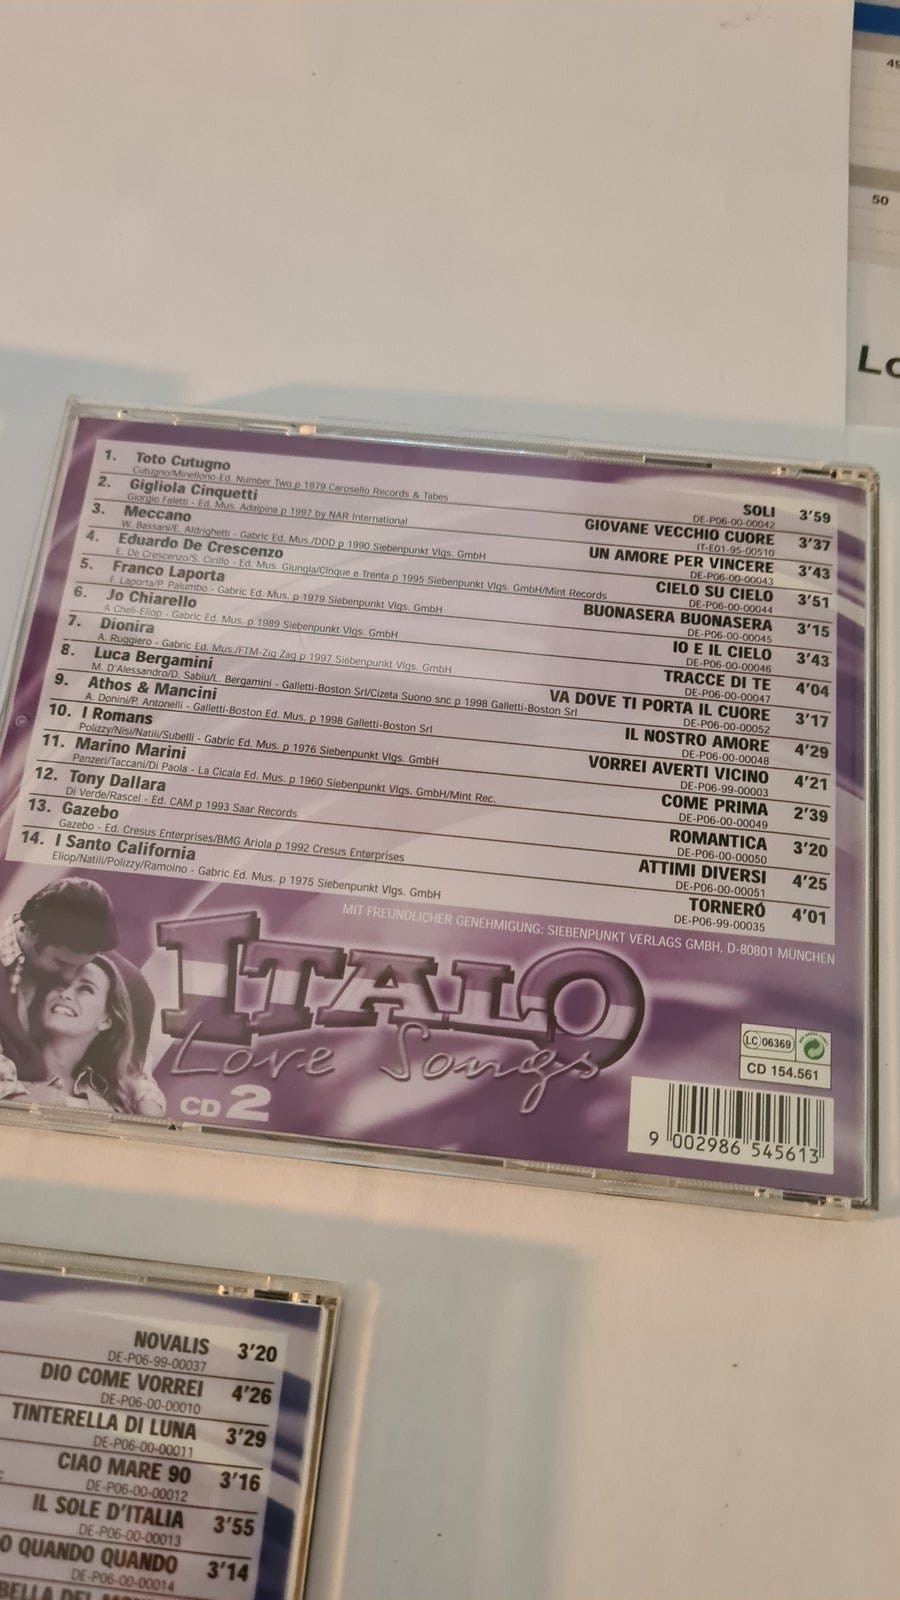 49
50
Lo
1. Toto Cutugno SOLI 3'59
Cutugno/Minellono-Ed. Number Two p 1979 Carosello Records & Tabes DE-P06-00-00042
2. Gigliola Cinquetti GIOVANE VECCHIO CUORE 3'37
Giorgio Faletti - Ed. Mus. Adalpina p 1997 by NAR International IT-E01-95-00510
3. Meccano UN AMORE PER VINCERE 3'43
W. Bassani/E. Aldrighetti - Gabric Ed. Mus./DDD p 1990 Siebenpunkt Vlgs. GmbH DE-P06-00-00043
4. Eduardo De Crescenzo CIELO SU CIELO 3'51
E. De Crescenzo/S. Cirillo - Ed. Mus. Giungla/Cinque e Trenta p 1995 Siebenpunkt Vlgs. GmbH/Mint Records DE-P06-00-00044
5. Franco Laporta BUONASERA BUONASERA 3'15
F. Laporta/P. Palumbo - Gabric Ed. Mus. p 1979 Siebenpunkt Vlgs. GmbH DE-P06-00-00045
6. Jo Chiarello IO E IL CIELO 3'43
A Cheli-Eliop - Gabric Ed. Mus. p 1989 Siebenpunkt Vlgs. GmbH DE-P06-00-00046
7. Dionira TRACCE DI TE 4'04
A. Ruggiero - Gabric Ed. Mus./FTM-Zig Zag p 1997 Siebenpunkt Vlgs. GmbH DE-P06-00-00047
8. Luca Bergamini VA DOVE TI PORTA IL CUORE 3'17
M. D'Alessandro/D. Sabiu/L. Bergamini - Galletti-Boston Srl/Cizeta Suono snc p 1998 Galletti-Boston Srl DE-P06-00-00052
9. Athos & Mancini IL NOSTRO AMORE 4'29
A. Donini/P. Antonelli - Galletti-Boston Ed. Mus. p 1998 Galletti-Boston Srl DE-P06-00-00048
10. I Romans VORREI AVERTI VICINO 4'21
Polizzy/Nisi/Natili/Subelli - Gabric Ed. Mus. p 1976 Siebenpunkt Vlgs. GmbH DE-P06-99-00003
11. Marino Marini COME PRIMA 2'39
Panzeri/Taccani/Di Paola - La Cicala Ed. Mus. p 1960 Siebenpunkt Vlgs. GmbH/Mint Rec. DE-P06-00-00049
12. Tony Dallara ROMANTICA 3'20
Di Verde/Rascel - Ed. CAM p 1993 Saar Records DE-P06-00-00050
13. Gazebo ATTIMI DIVERSI 4'25
Gazebo - Ed. Cresus Enterprises/BMG Ariola p 1992 Cresus Enterprises DE-P06-00-00051
14. I Santo California TORNERÓ 4'01
Eliop/Natili/Polizzy/Ramoino - Gabric Ed. Mus. p 1975 Siebenpunkt Vlgs. GmbH DE-P06-99-00035
MIT FREUNDLICHER GENEHMIGUNG: SIEBENPUNKT VERLAGS GMBH, D-80801 MÜNCHEN
ITALO
Love Songs
CD 2
LC 06369
CD 154.561
9 002986 545613
NOVALIS 3'20
DE-P06-99-00037
DIO COME VORREI 4'26
DE-P06-00-00010
TINTERELLA DI LUNA 3'29
DE-P06-00-00011
CIAO MARE 90 3'16
DE-P06-00-00012
IL SOLE D'ITALIA 3'55
DE-P06-00-00013
O QUANDO QUANDO 3'14
DE-P06-00-00014
BELLA DEL